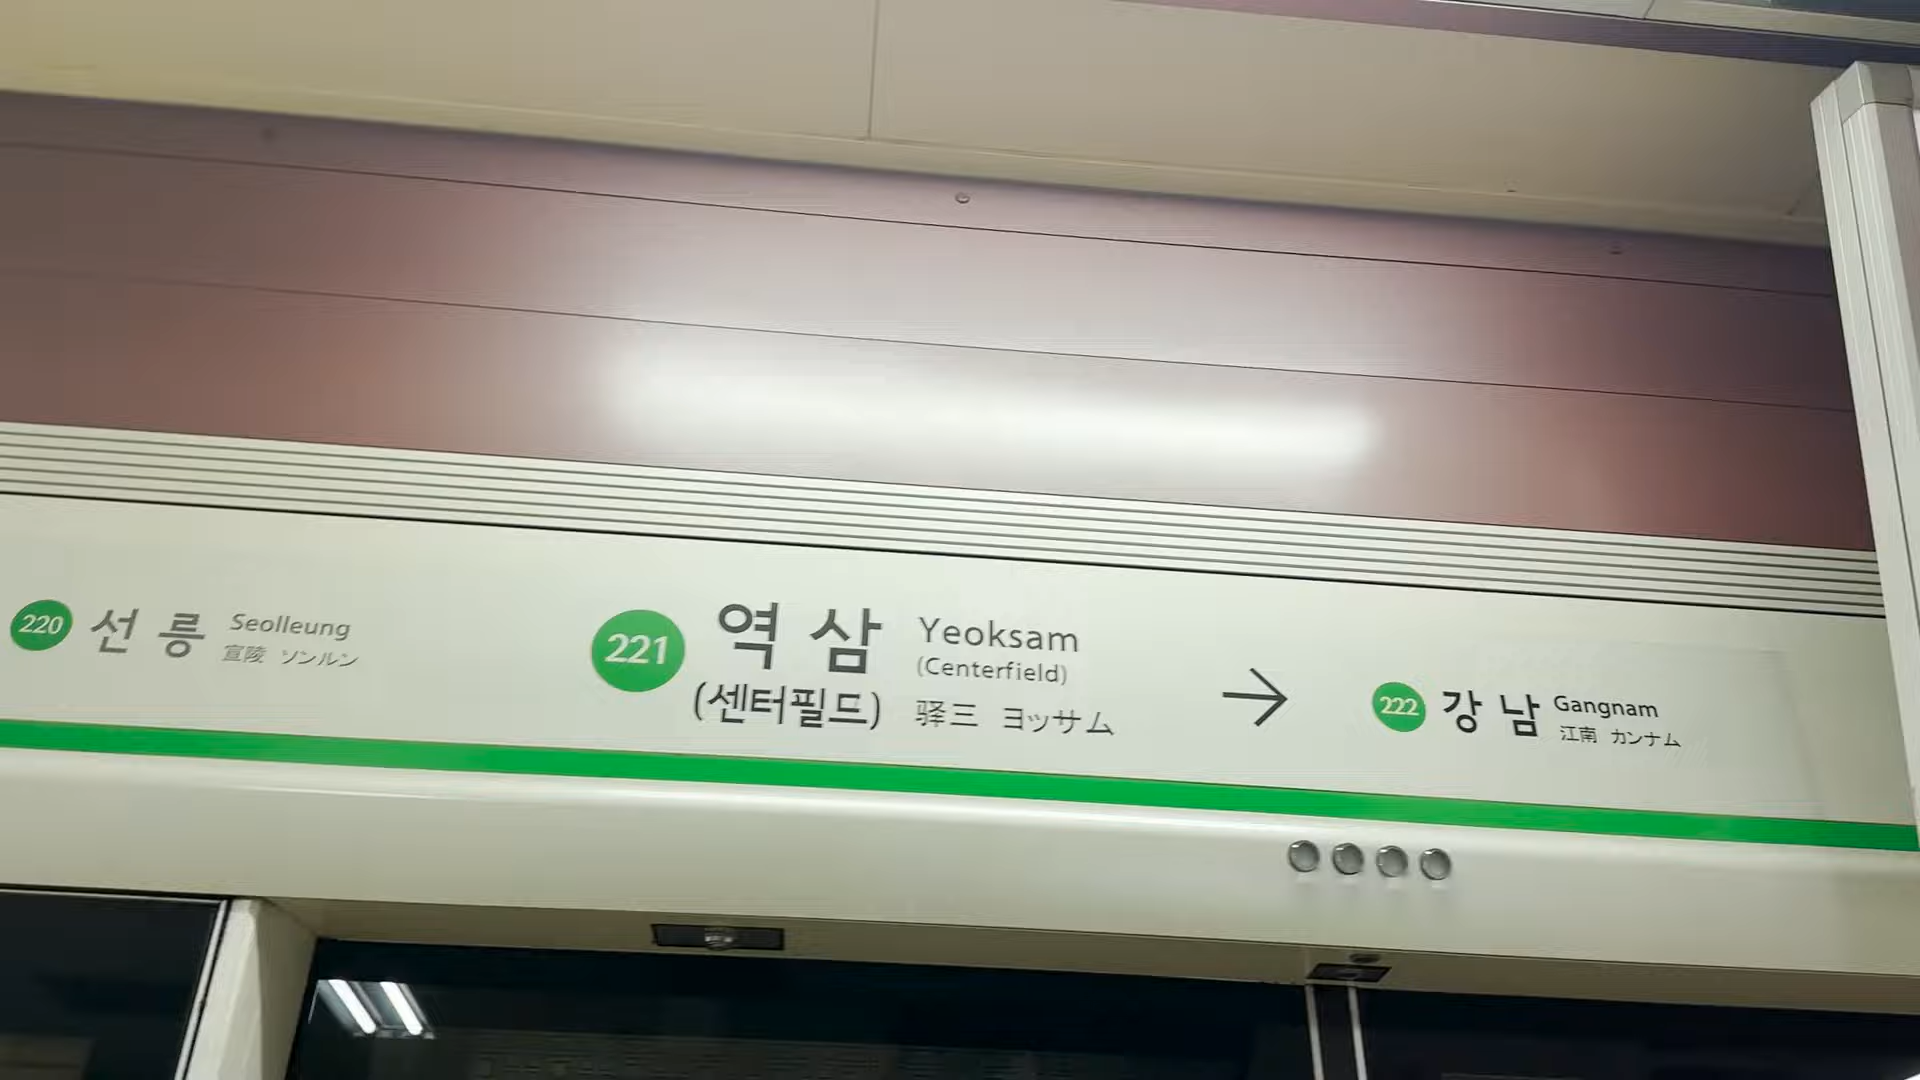 220 선릉 Seolleung
宣陵 ソンルン
221 역삼 Yeoksam
(센터필드) (Centerfield)
驿三 ヨッサム
→
222 강남 Gangnam
江南 カンナム